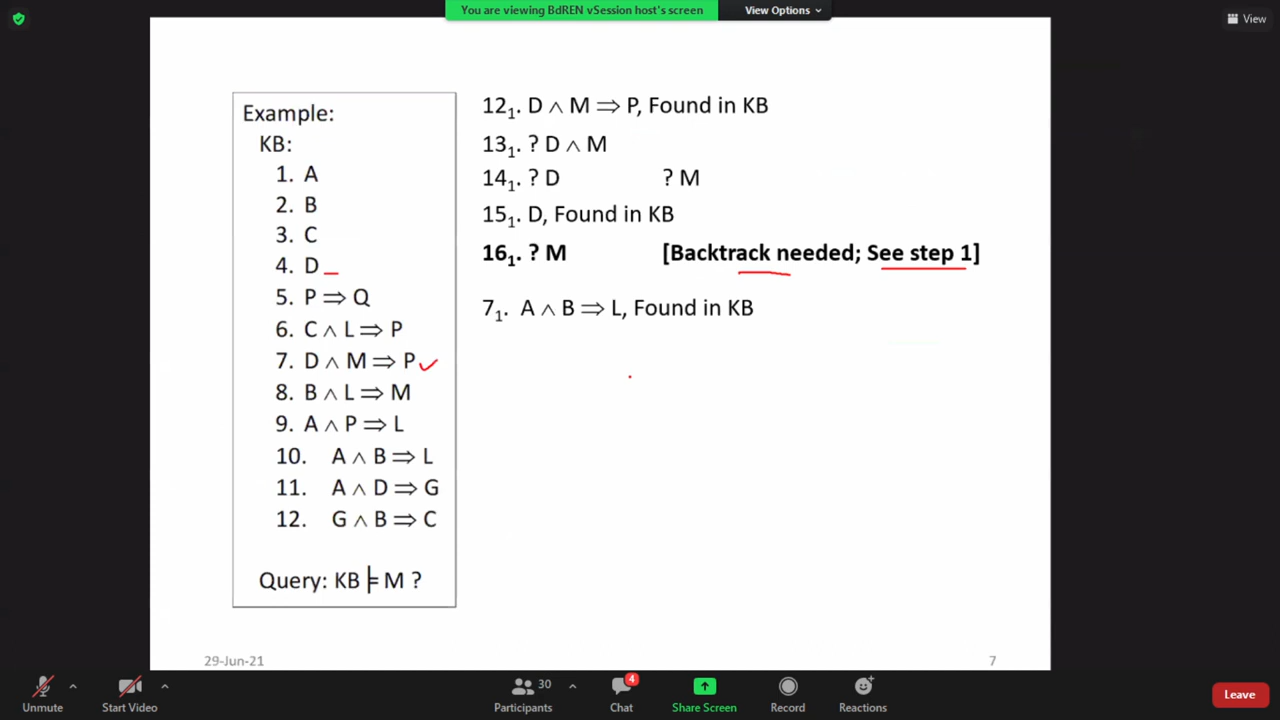 You are viewing BdREN vSession host's screen
View Options
View
Example:
KB:
1. A
2. B
3. C
4. D
5. P ⇒ Q
6. C ∧ L ⇒ P
7. D ∧ M ⇒ P
8. B ∧ L ⇒ M
9. A ∧ P ⇒ L
10. A ∧ B ⇒ L
11. A ∧ D ⇒ G
12. G ∧ B ⇒ C
Query: KB ⊨ M ?
12₁. D ∧ M ⇒ P, Found in KB
13₁. ? D ∧ M
14₁. ? D ? M
15₁. D, Found in KB
16₁. ? M [Backtrack needed; See step 1]
7₁. A ∧ B ⇒ L, Found in KB
29-Jun-21
7
Unmute
Start Video
30
Participants
4
Chat
Share Screen
Record
Reactions
Leave